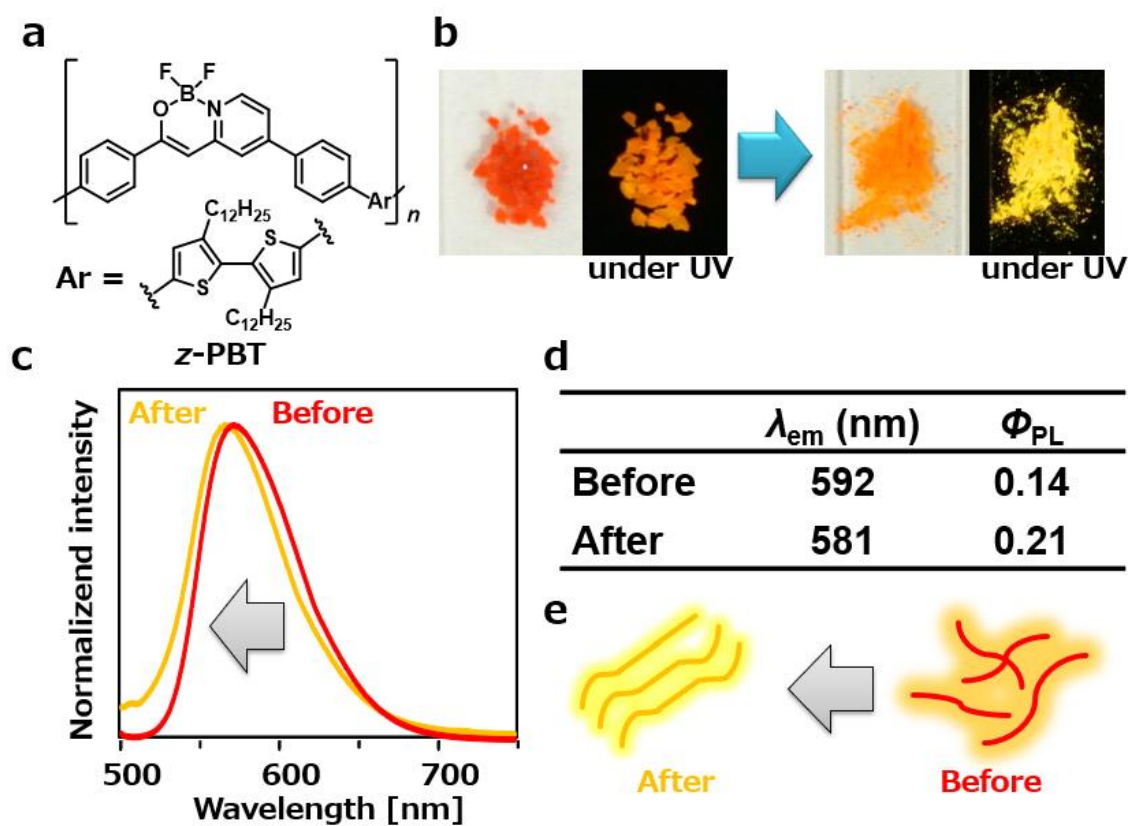 a
F F
B
O N
Ar n
C12H25
S
Ar = S
C12H25
z-PBT
b
under UV under UV
c
After Before
Normalizend intensity
500 600 700
Wavelength [nm]
d
λem (nm) ΦPL
Before 592 0.14
After 581 0.21
e
After Before